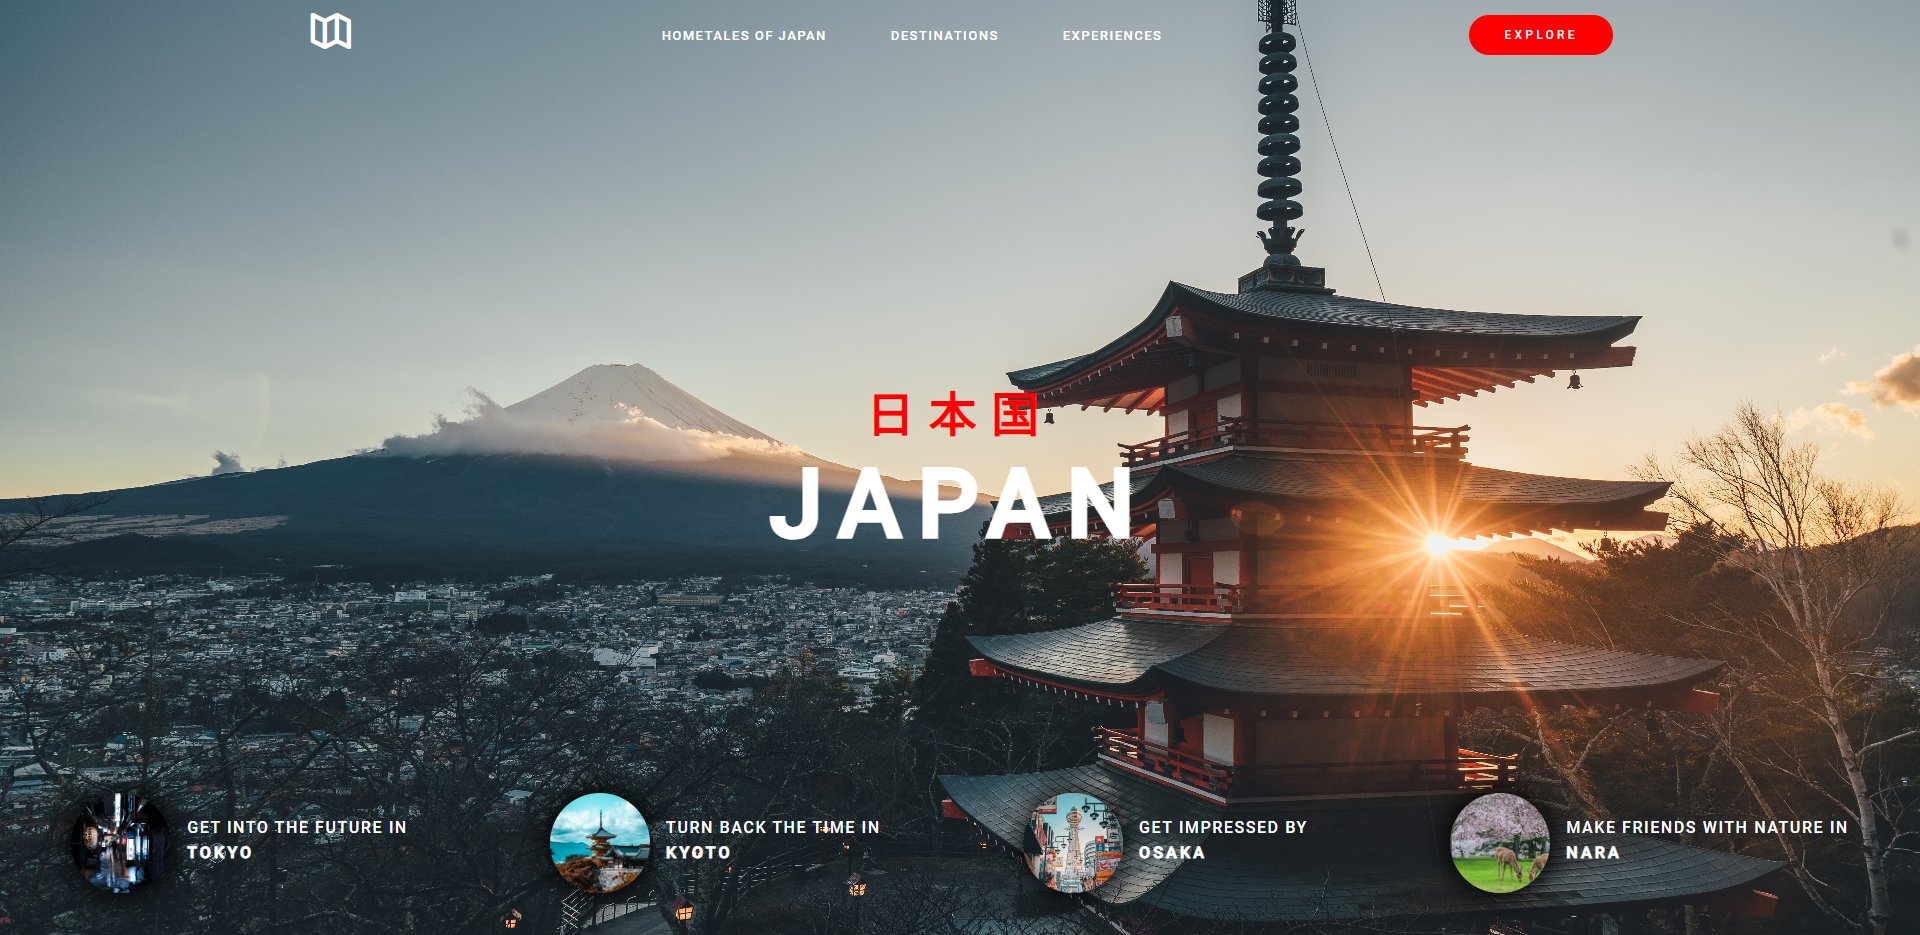 HOMETALES OF JAPAN
DESTINATIONS
EXPERIENCES
EXPLORE
日本国
JAPAN
GET INTO THE FUTURE IN
TOKYO
TURN BACK THE TIME IN
KYOTO
GET IMPRESSED BY
OSAKA
MAKE FRIENDS WITH NATURE IN
NARA